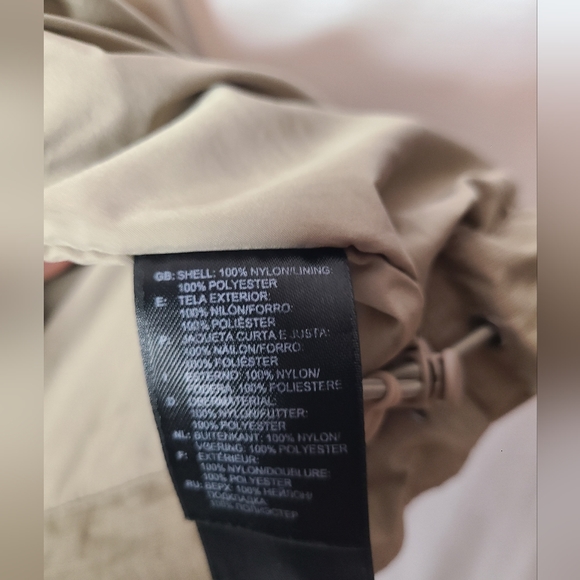 GB: SHELL: 100% NYLON/LINING:
100% POLYESTER
E: TELA EXTERIOR:
100% NILÓN/FORRO:
100% POLIÉSTER
P: JAQUETA CURTA E JUSTA:
100% NÁILON/FORRO:
100% POLIÉSTER
100% NYLON/
FODERA, 100% POLIESTERE
D: OBERMATERIAL:
100% NYLON/FUTTER:
100% POLYESTER
NL: BUITENKANT: 100% NYLON/
VOERING: 100% POLYESTER
F: EXTÉRIEUR:
100% NYLON/DOUBLURE:
100% POLYESTER
RU: ВЕРХ: 100% НЕЙЛОН/
ПОДКЛАДКА
100% ПОЛИЭСТЕР